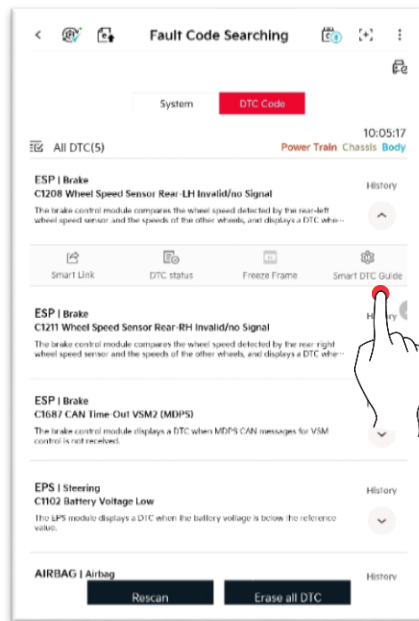 Fault Code Searching
System DTC Code
10:05:17
All DTC(5) Power Train Chassis Body
ESP | Brake
C1208 Wheel Speed Sensor Rear-LH Invalid/no Signal
History
The brake control module compares the wheel speed detected by the rear-left
wheel speed sensor and the speeds of the other wheels, and displays a DTC whe...
Smart Link DTC status Freeze Frame Smart DTC Guide
ESP | Brake
C1211 Wheel Speed Sensor Rear-RH Invalid/no Signal
The brake control module compares the wheel speed detected by the rear right
wheel speed sensor and the speeds of the other wheels, and displays a DTC whe...
ESP | Brake
C1687 CAN Time-Out VSM2 (MDPS)
The brake control module displays a DTC when MDPS CAN messages for VSM
control is not received.
EPS | Steering
C1102 Battery Voltage Low
History
The EPS module displays a DTC when the battery voltage is below the reference
value.
AIRBAG | Airbag
History
Rescan Erase all DTC